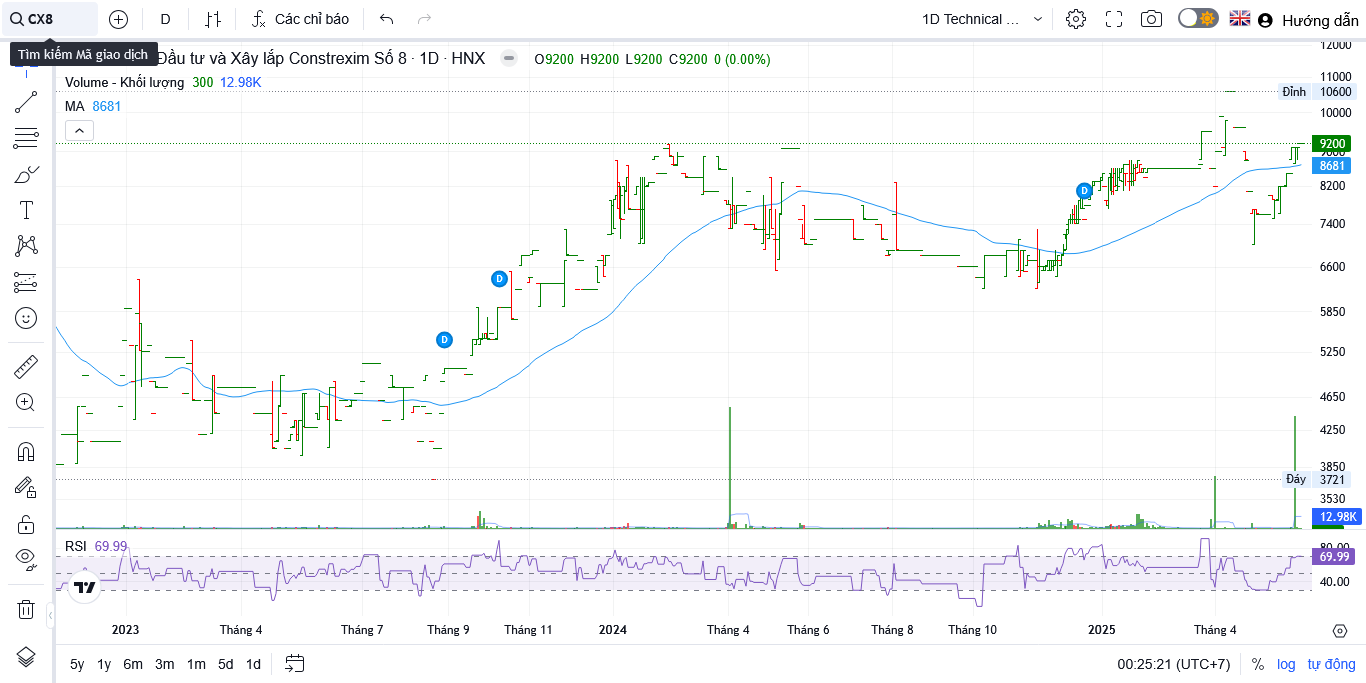 CX8
D
Các chỉ báo
1D Technical ...
Hướng dẫn
Tìm kiếm Mã giao dịch
Đầu tư và Xây lắp Constrexim Số 8 · 1D · HNX
O9200 H9200 L9200 C9200 0 (0.00%)
Volume - Khối lượng 300 12.98K
MA 8681
12000
11000
Đỉnh 10600
10000
9200
9000
8681
8200
7400
6600
5850
5250
4650
4250
3850
Đáy 3721
3530
12.98K
D
D
D
RSI 69.99
80.00
69.99
40.00
2023
Tháng 4
Tháng 7
Tháng 9
Tháng 11
2024
Tháng 4
Tháng 6
Tháng 8
Tháng 10
2025
Tháng 4
5y 1y 6m 3m 1m 5d 1d
00:25:21 (UTC+7)
% log tự động